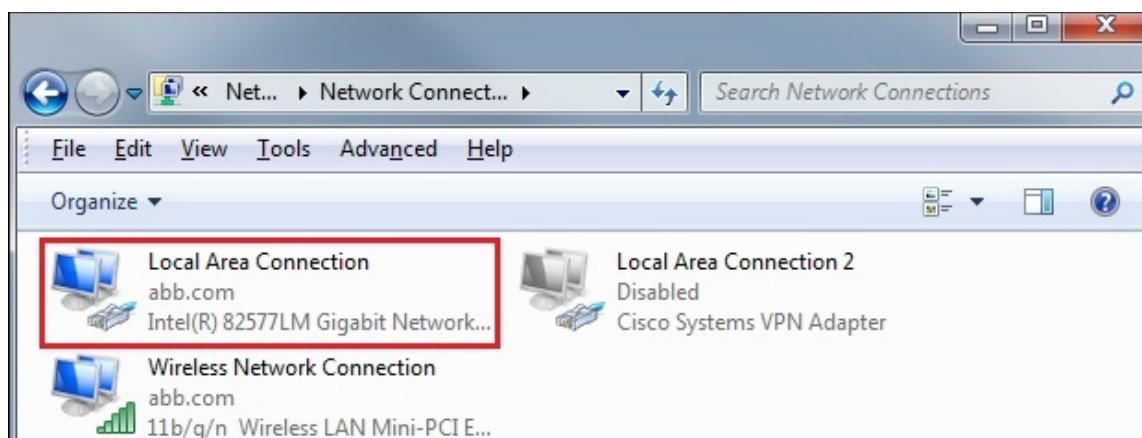 « Net... ▸ Network Connect... ▸
Search Network Connections
File Edit View Tools Advanced Help
Organize
Local Area Connection
abb.com
Intel(R) 82577LM Gigabit Network...
Local Area Connection 2
Disabled
Cisco Systems VPN Adapter
Wireless Network Connection
abb.com
11b/g/n Wireless LAN Mini-PCI E...